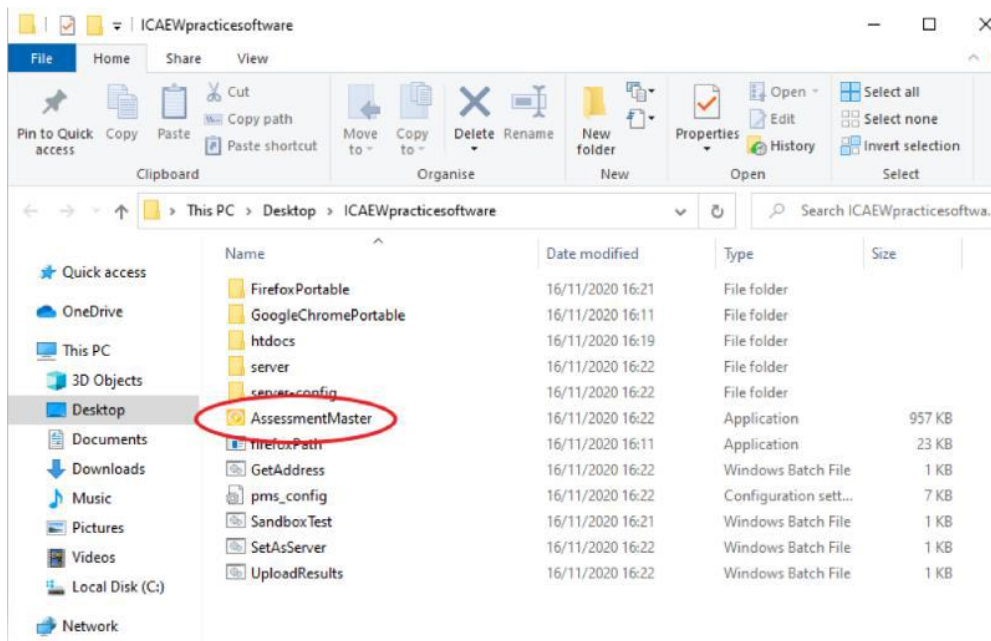 ICAEWpracticesoftware
File Home Share View
Pin to Quick access
Copy
Paste
Cut
Copy path
Paste shortcut
Clipboard
Move to
Copy to
Delete
Rename
Organise
New folder
New
Properties
Open
Edit
History
Open
Select all
Select none
Invert selection
Select
This PC > Desktop > ICAEWpracticesoftware
Search ICAEWpracticesoftwa...
Quick access
OneDrive
This PC
3D Objects
Desktop
Documents
Downloads
Music
Pictures
Videos
Local Disk (C:)
Network
Name Date modified Type Size
FirefoxPortable 16/11/2020 16:21 File folder
GoogleChromePortable 16/11/2020 16:11 File folder
htdocs 16/11/2020 16:19 File folder
server 16/11/2020 16:22 File folder
server-config 16/11/2020 16:22 File folder
AssessmentMaster 16/11/2020 16:22 Application 957 KB
firefoxPath 16/11/2020 16:11 Application 23 KB
GetAddress 16/11/2020 16:22 Windows Batch File 1 KB
pms_config 16/11/2020 16:22 Configuration sett... 7 KB
SandboxTest 16/11/2020 16:21 Windows Batch File 1 KB
SetAsServer 16/11/2020 16:22 Windows Batch File 1 KB
UploadResults 16/11/2020 16:22 Windows Batch File 1 KB